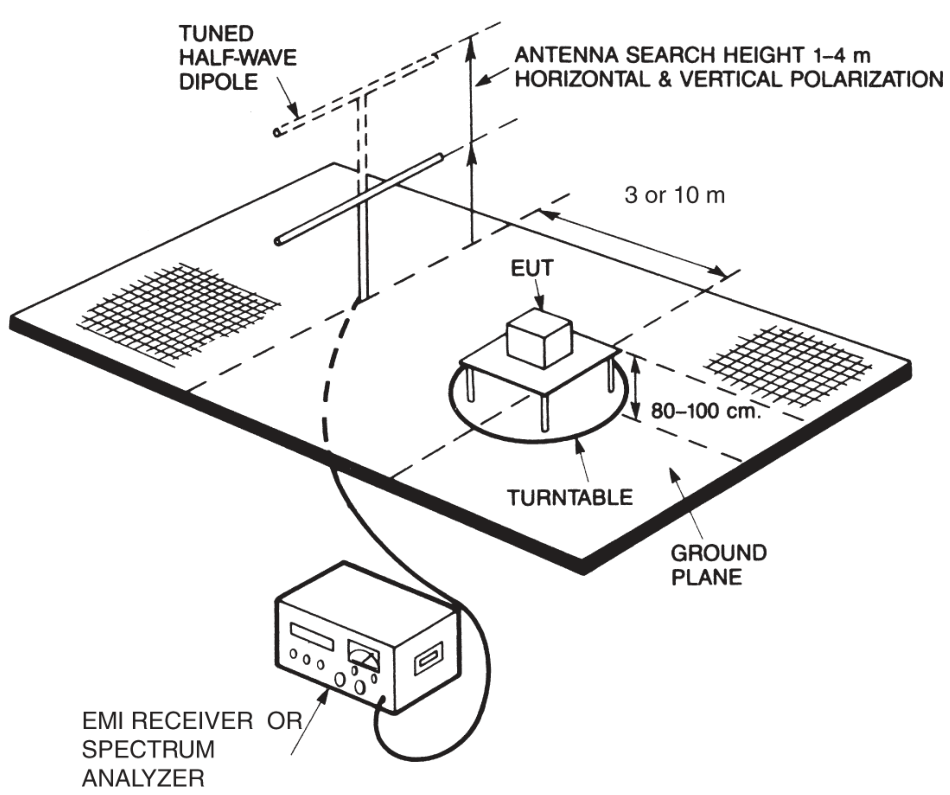 TUNED
HALF-WAVE
DIPOLE
ANTENNA SEARCH HEIGHT 1–4 m
HORIZONTAL & VERTICAL POLARIZATION
3 or 10 m
EUT
80–100 cm.
TURNTABLE
GROUND
PLANE
EMI RECEIVER OR
SPECTRUM
ANALYZER